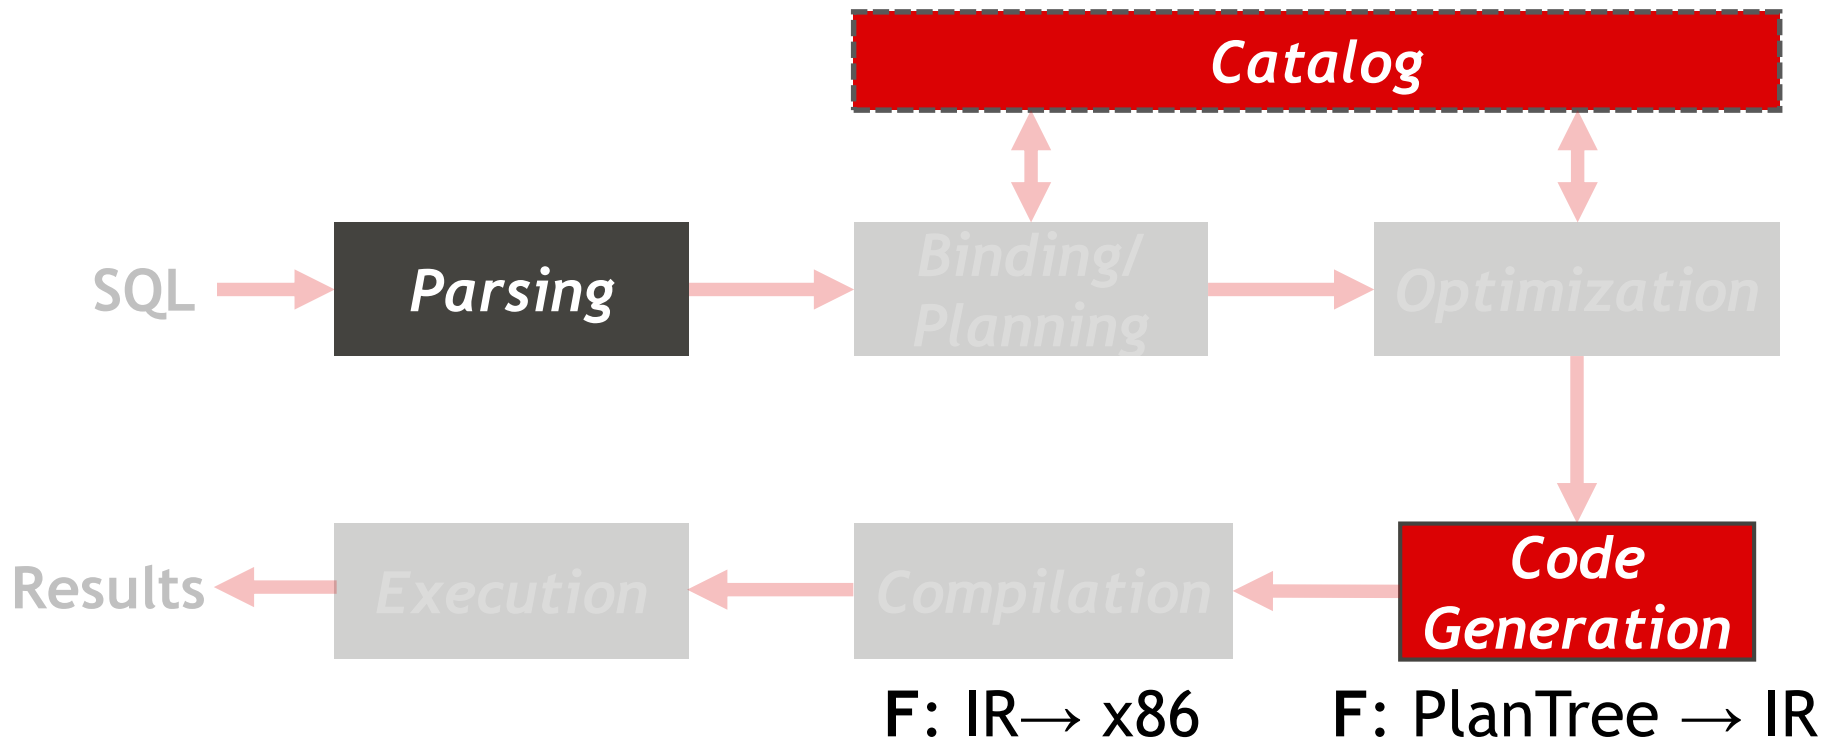 Catalog
SQL
Parsing
Binding/
Planning
Optimization
Results
Execution
Compilation
Code
Generation
F: IR→ x86
F: PlanTree → IR